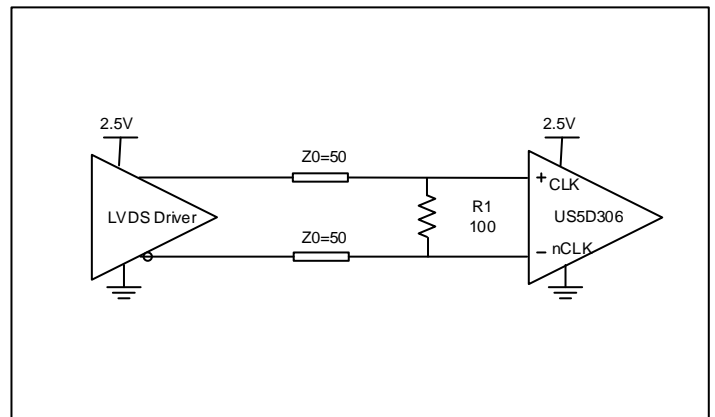 2.5V
2.5V
Z0=50
+ CLK
LVDS Driver
R1
100
US5D306
Z0=50
− nCLK